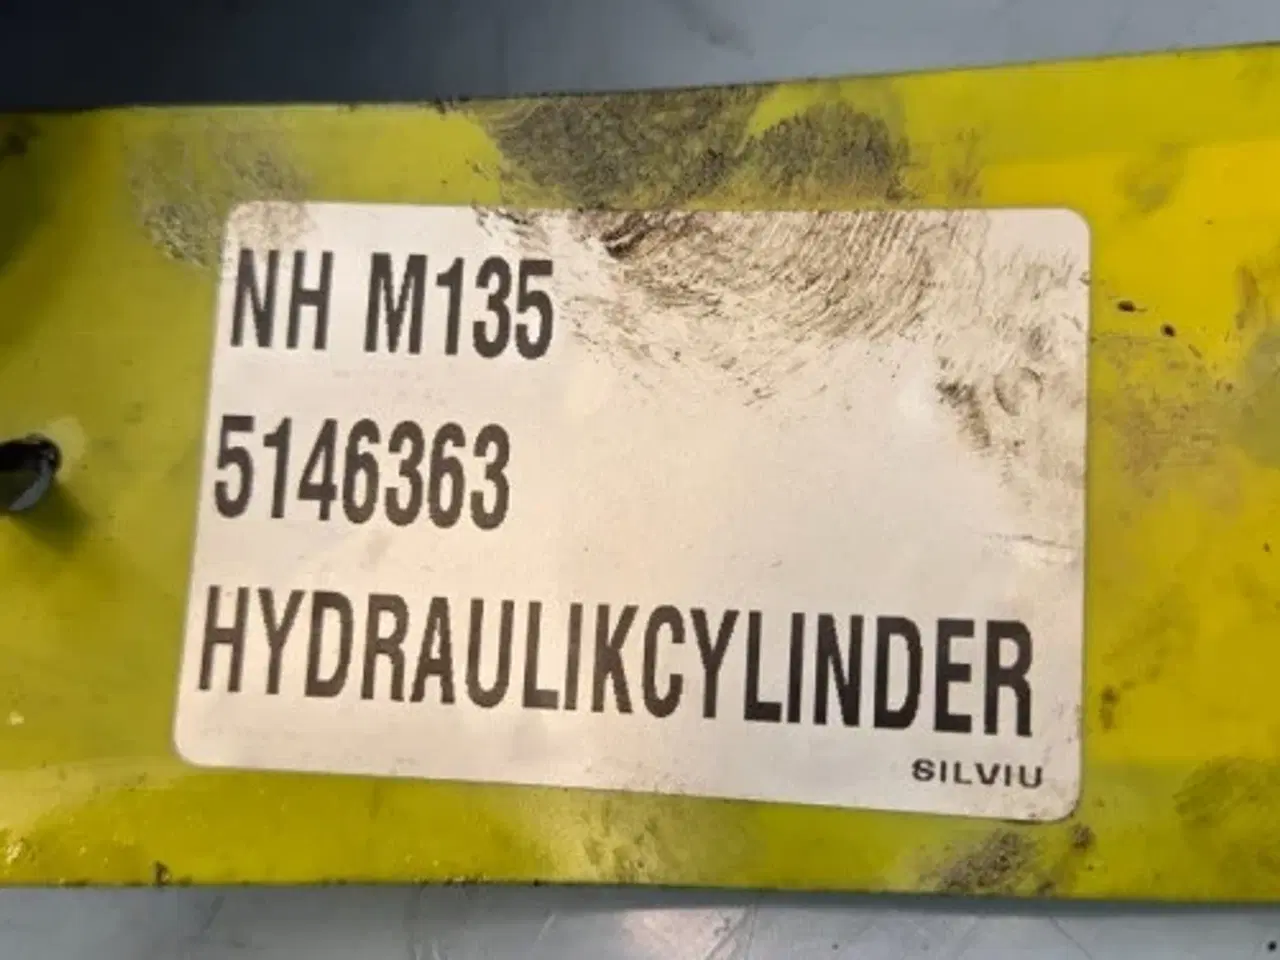 NH M135
5146363
HYDRAULIKCYLINDER
SILVIU